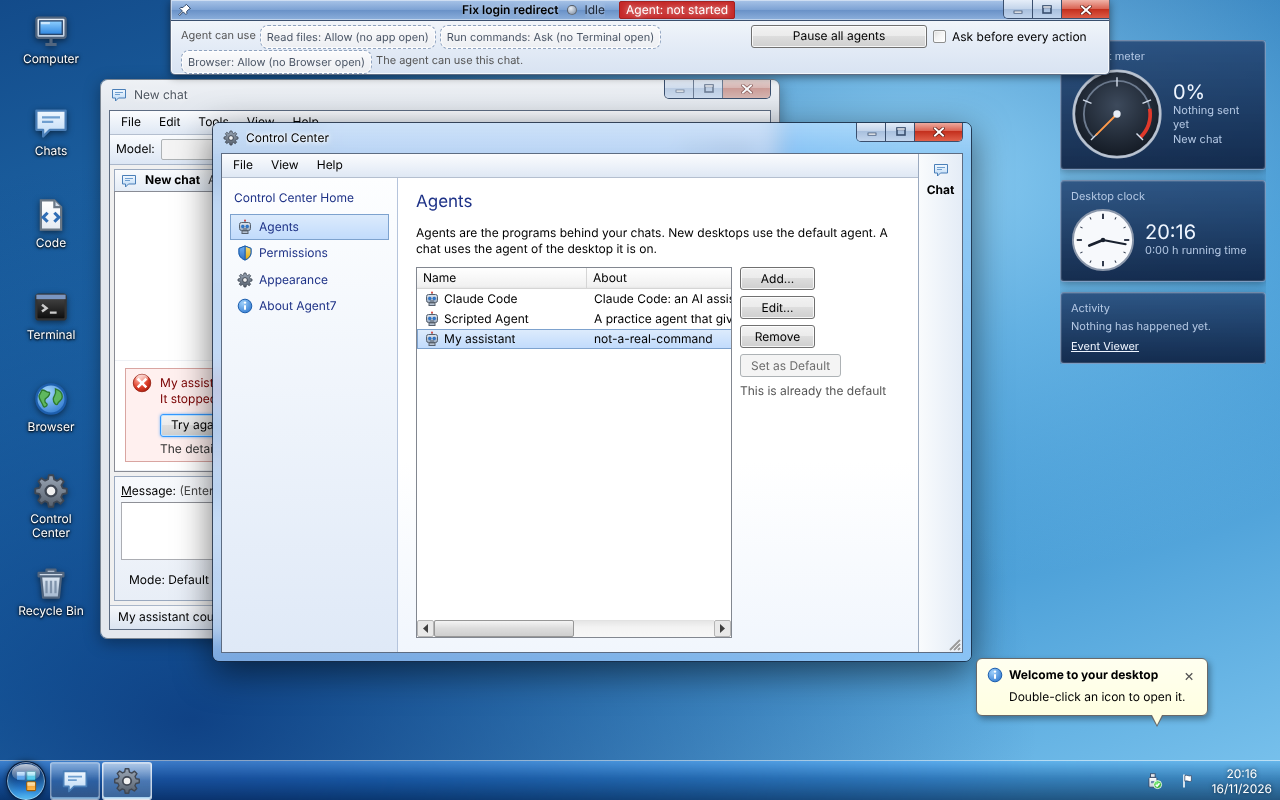 Fix login redirect
Idle
Agent: not started
Agent can use
Read files: Allow (no app open)
Run commands: Ask (no Terminal open)
Browser: Allow (no Browser open)
The agent can use this chat.
Pause all agents
Ask before every action
Computer
Chats
Code
Terminal
Browser
Control Center
Recycle Bin
New chat
File Edit Tools View Help
Model:
New chat
My assist
It stopped
Try aga
The detai
Message: (Enter
Mode: Default
My assistant cou
Control Center
File View Help
Control Center Home
Agents
Permissions
Appearance
About Agent7
Agents
Agents are the programs behind your chats. New desktops use the default agent. A
chat uses the agent of the desktop it is on.
Name About
Claude Code Claude Code: an AI assis
Scripted Agent A practice agent that giv
My assistant not-a-real-command
Add...
Edit...
Remove
Set as Default
This is already the default
Chat
meter
0%
Nothing sent
yet
New chat
Desktop clock
20:16
0:00 h running time
Activity
Nothing has happened yet.
Event Viewer
Welcome to your desktop
Double-click an icon to open it.
20:16
16/11/2026